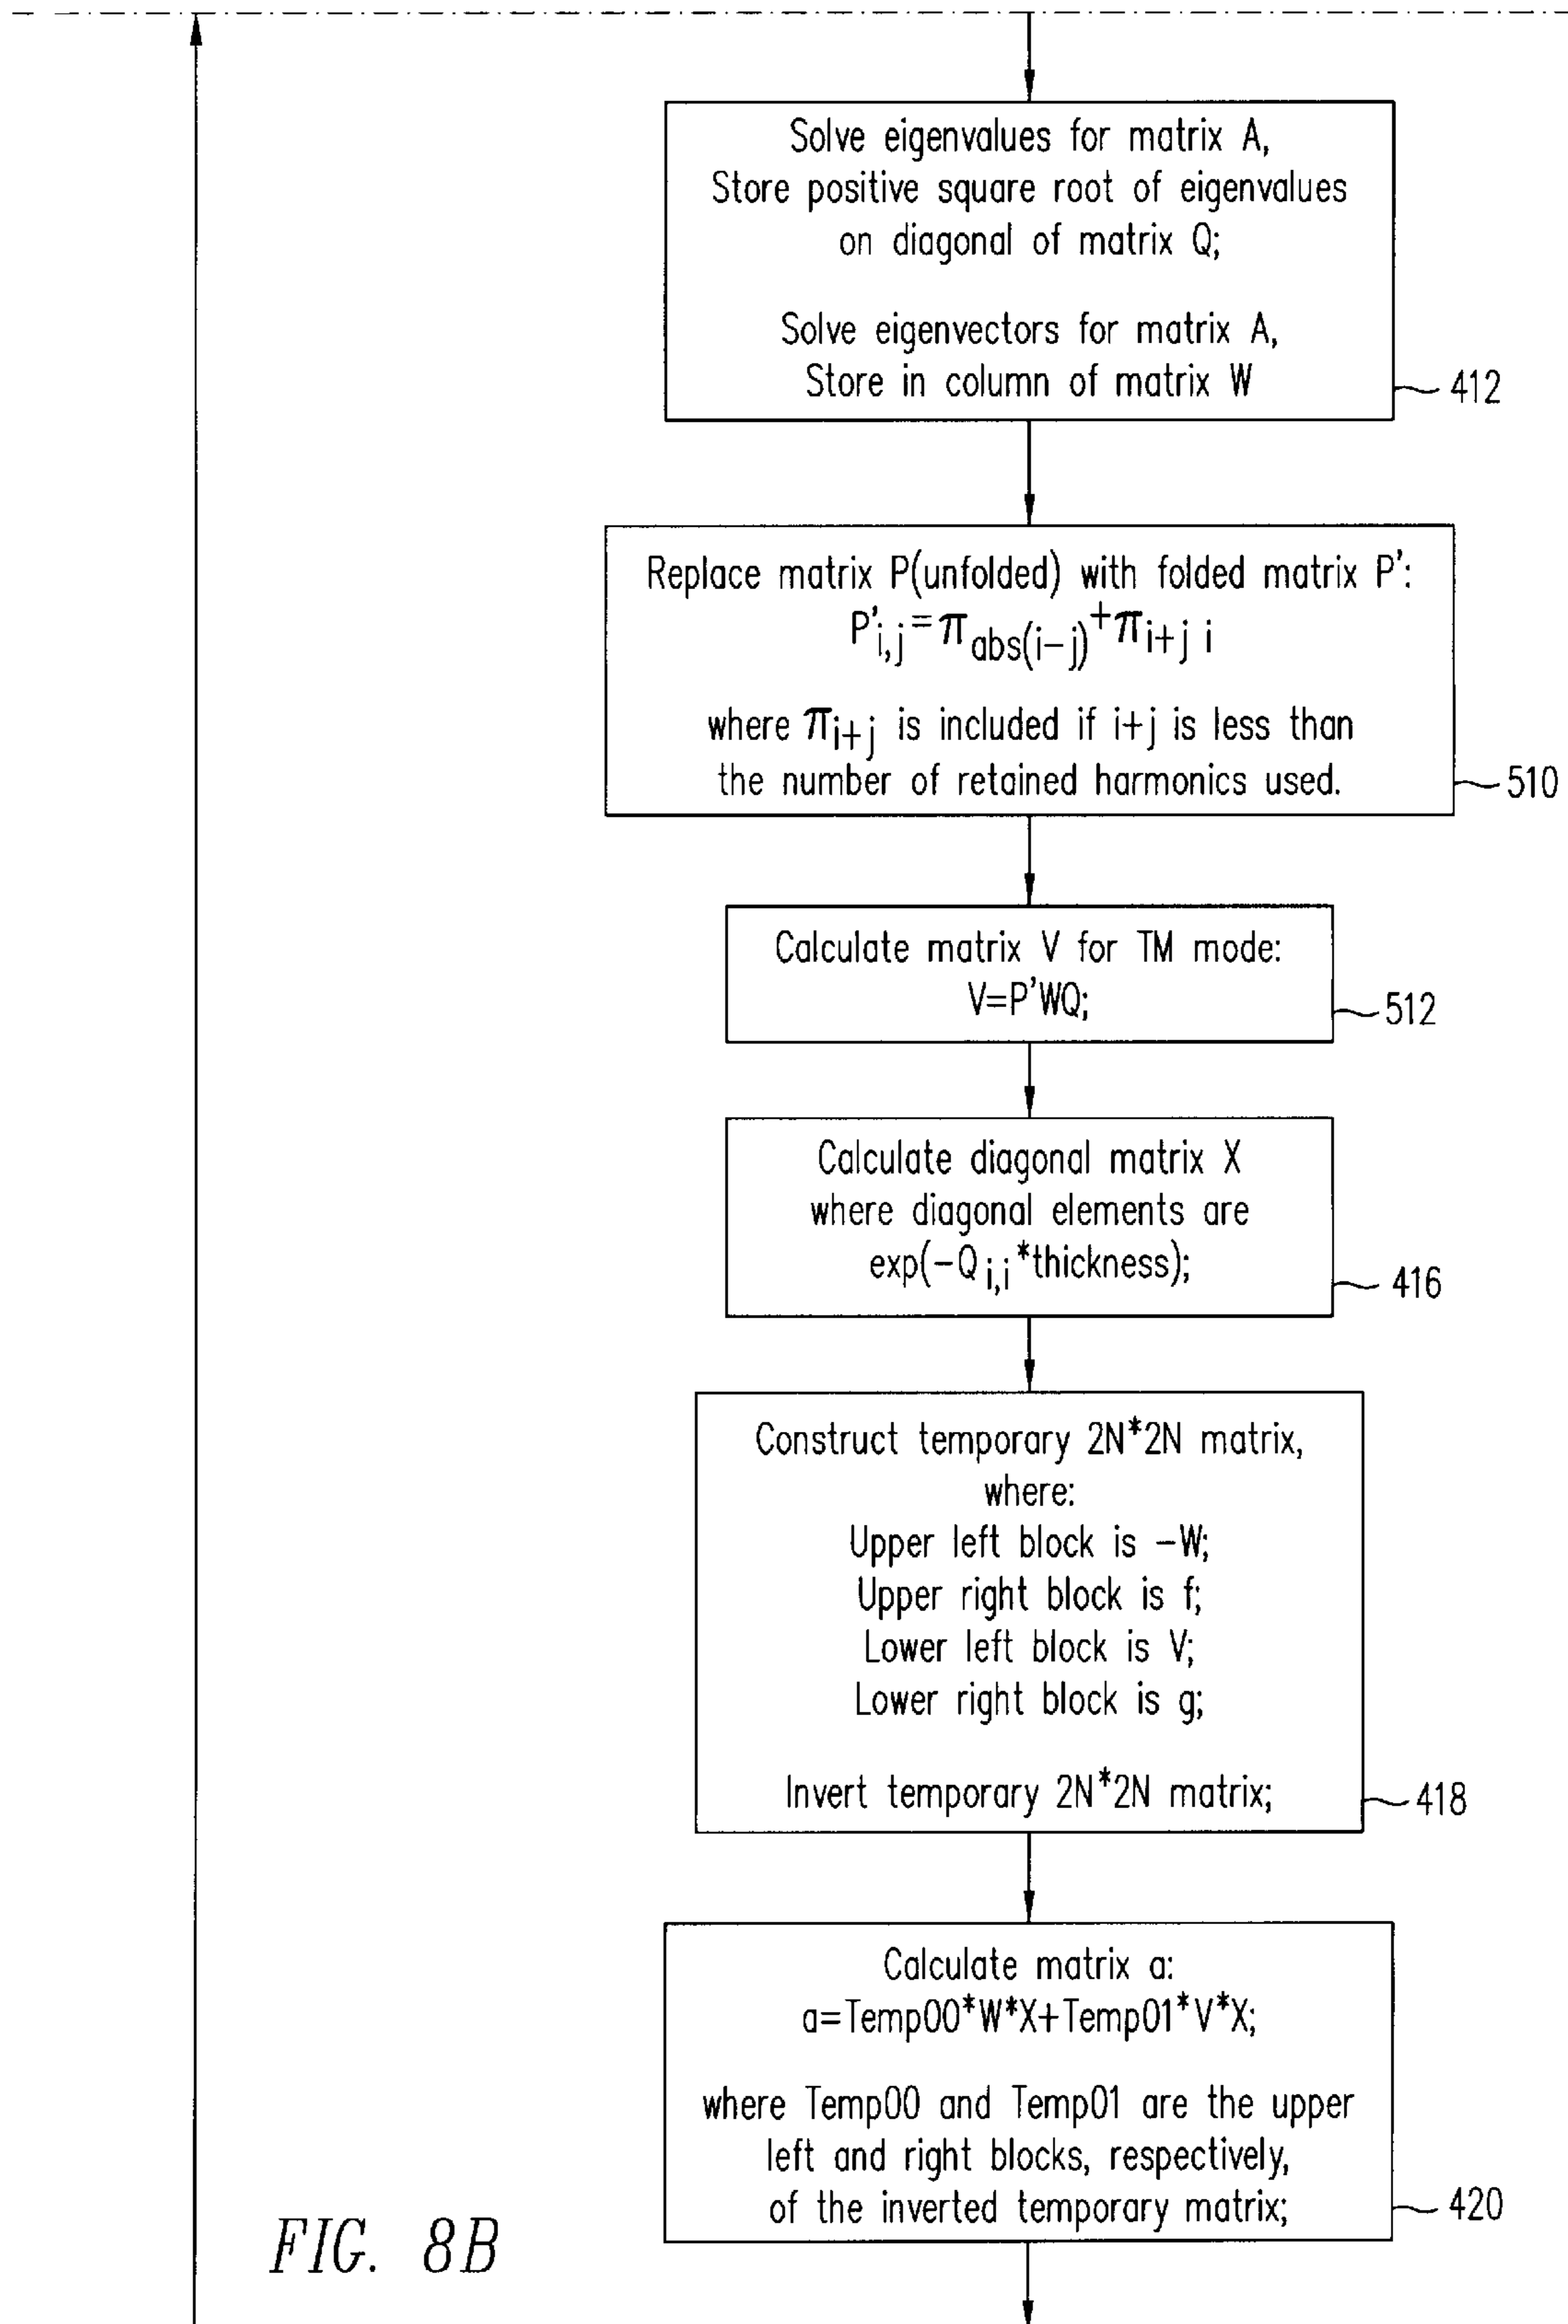 Solve eigenvalues for matrix A,
Store positive square root of eigenvalues
on diagonal of matrix Q;
Solve eigenvectors for matrix A,
Store in column of matrix W
412
Replace matrix P(unfolded) with folded matrix P':
P'i,j=πabs(i-j)+πi+j i
where πi+j is included if i+j is less than
the number of retained harmonics used.
510
Calculate matrix V for TM mode:
V=P'WQ;
512
Calculate diagonal matrix X
where diagonal elements are
exp(-Q i,i*thickness);
416
Construct temporary 2N*2N matrix,
where:
Upper left block is -W;
Upper right block is f;
Lower left block is V;
Lower right block is g;
Invert temporary 2N*2N matrix;
418
Calculate matrix a:
a=Temp00*W*X+Temp01*V*X;
where Temp00 and Temp01 are the upper
left and right blocks, respectively,
of the inverted temporary matrix;
420
FIG. 8B